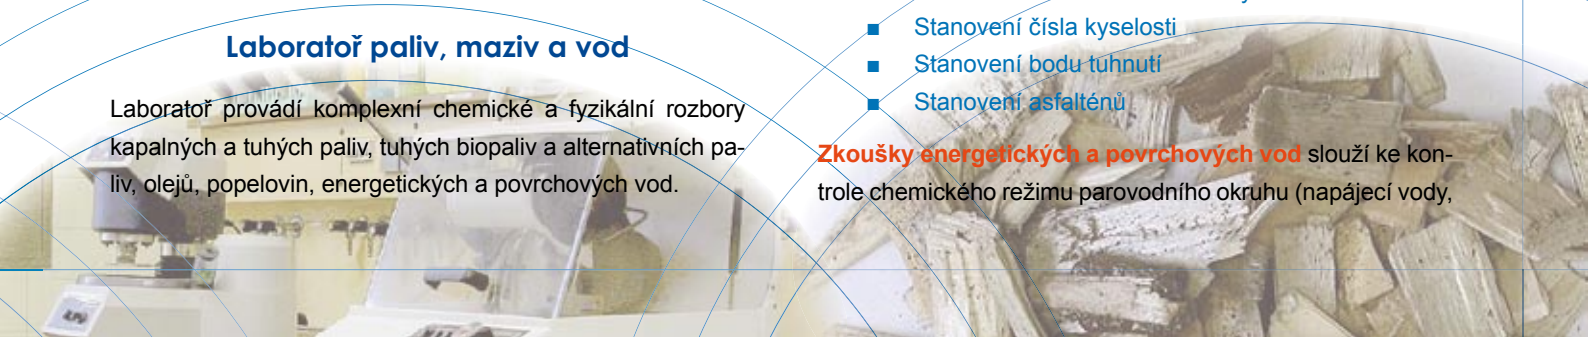 Laboratoř paliv, maziv a vod
Laboratoř provádí komplexní chemické a fyzikální rozbory
kapalných a tuhých paliv, tuhých biopaliv a alternativních pa-
liv, olejů, popelovin, energetických a povrchových vod.
■ Stanovení čísla kyselosti
■ Stanovení bodu tuhnutí
■ Stanovení asfalténů
Zkoušky energetických a povrchových vod slouží ke kon-
trole chemického režimu parovodního okruhu (napájecí vody,